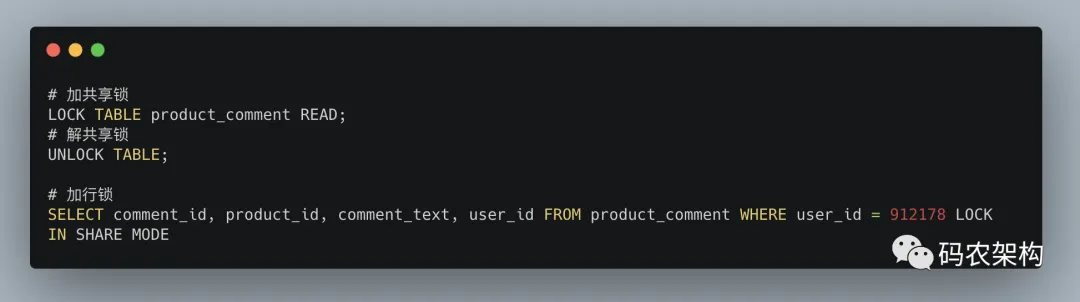 # 加共享锁
LOCK TABLE product_comment READ;
# 解共享锁
UNLOCK TABLE;
# 加行锁
SELECT comment_id, product_id, comment_text, user_id FROM product_comment WHERE user_id = 912178 LOCK
IN SHARE MODE
码农架构